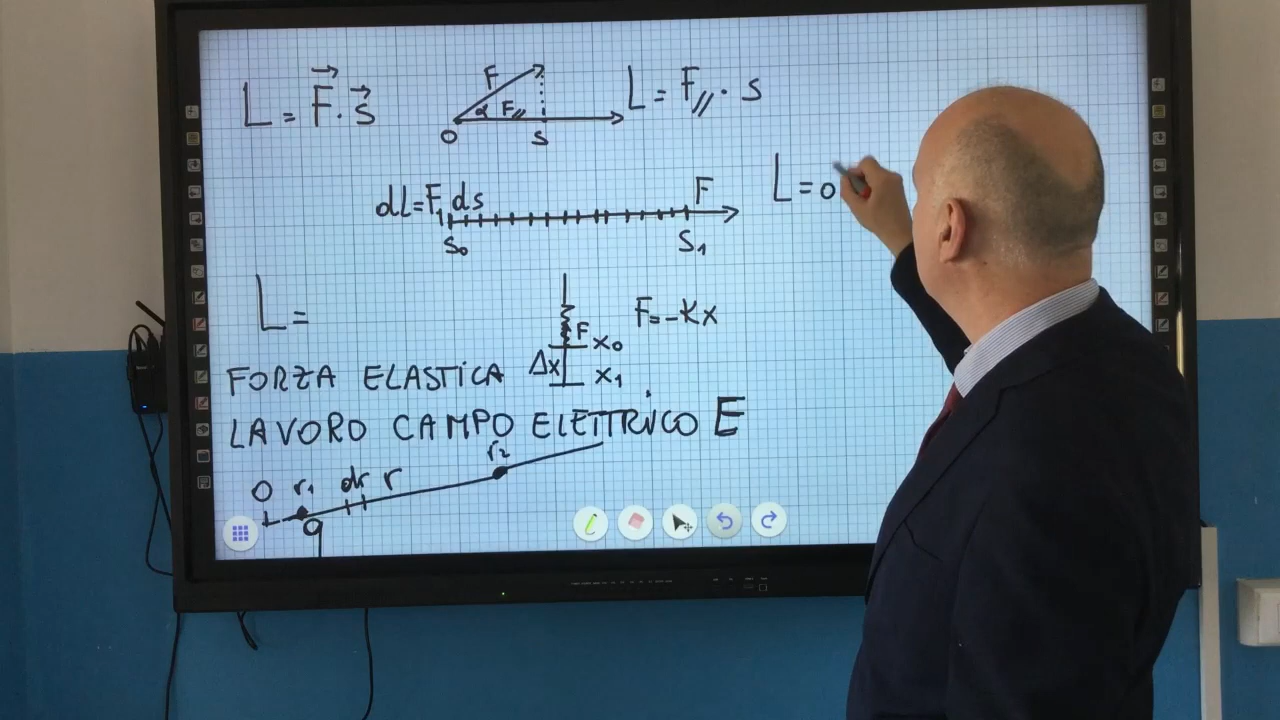 L = F⃗ · s⃗
F
α F∥
O S
L = F∥ · s
dL = F₁ ds
F
S₀ S₁
L = 0
L =
F
x₀
Δx
x₁
F = -Kx
FORZA ELASTICA
LAVORO CAMPO ELETTRICO E
O r₁ dr r r₂
q